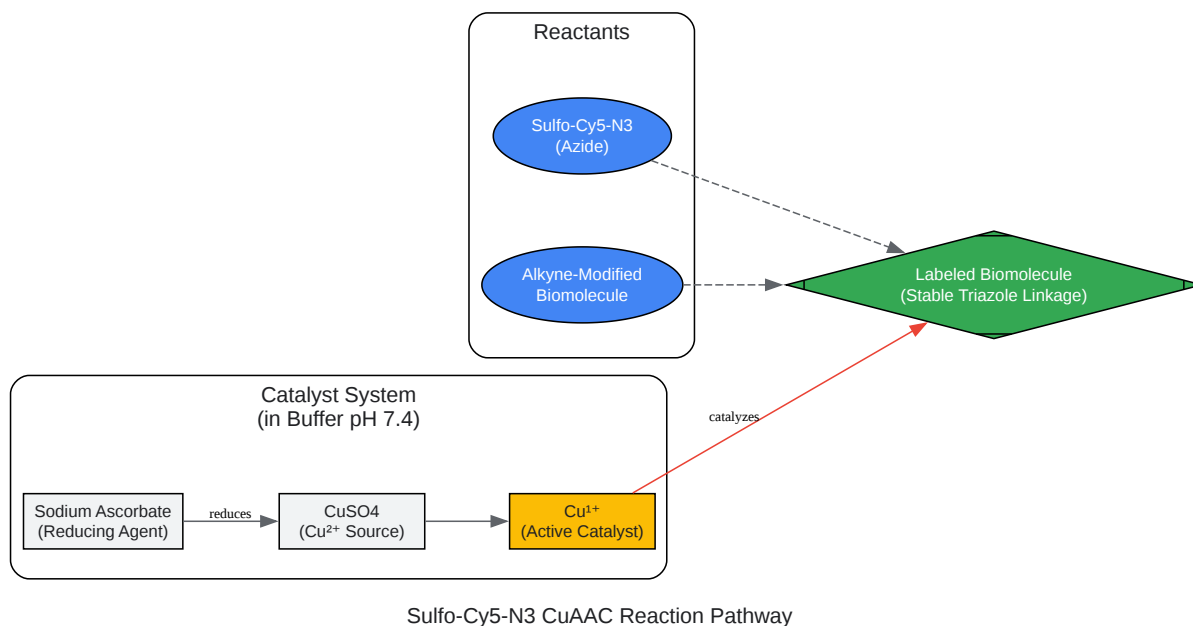 Reactants
Sulfo-Cy5-N3
(Azide)
Alkyne-Modified
Biomolecule
Labeled Biomolecule
(Stable Triazole Linkage)
Catalyst System
(in Buffer pH 7.4)
catalyzes
Sodium Ascorbate
(Reducing Agent)
reduces
CuSO4
(Cu²⁺ Source)
Cu¹⁺
(Active Catalyst)
Sulfo-Cy5-N3 CuAAC Reaction Pathway